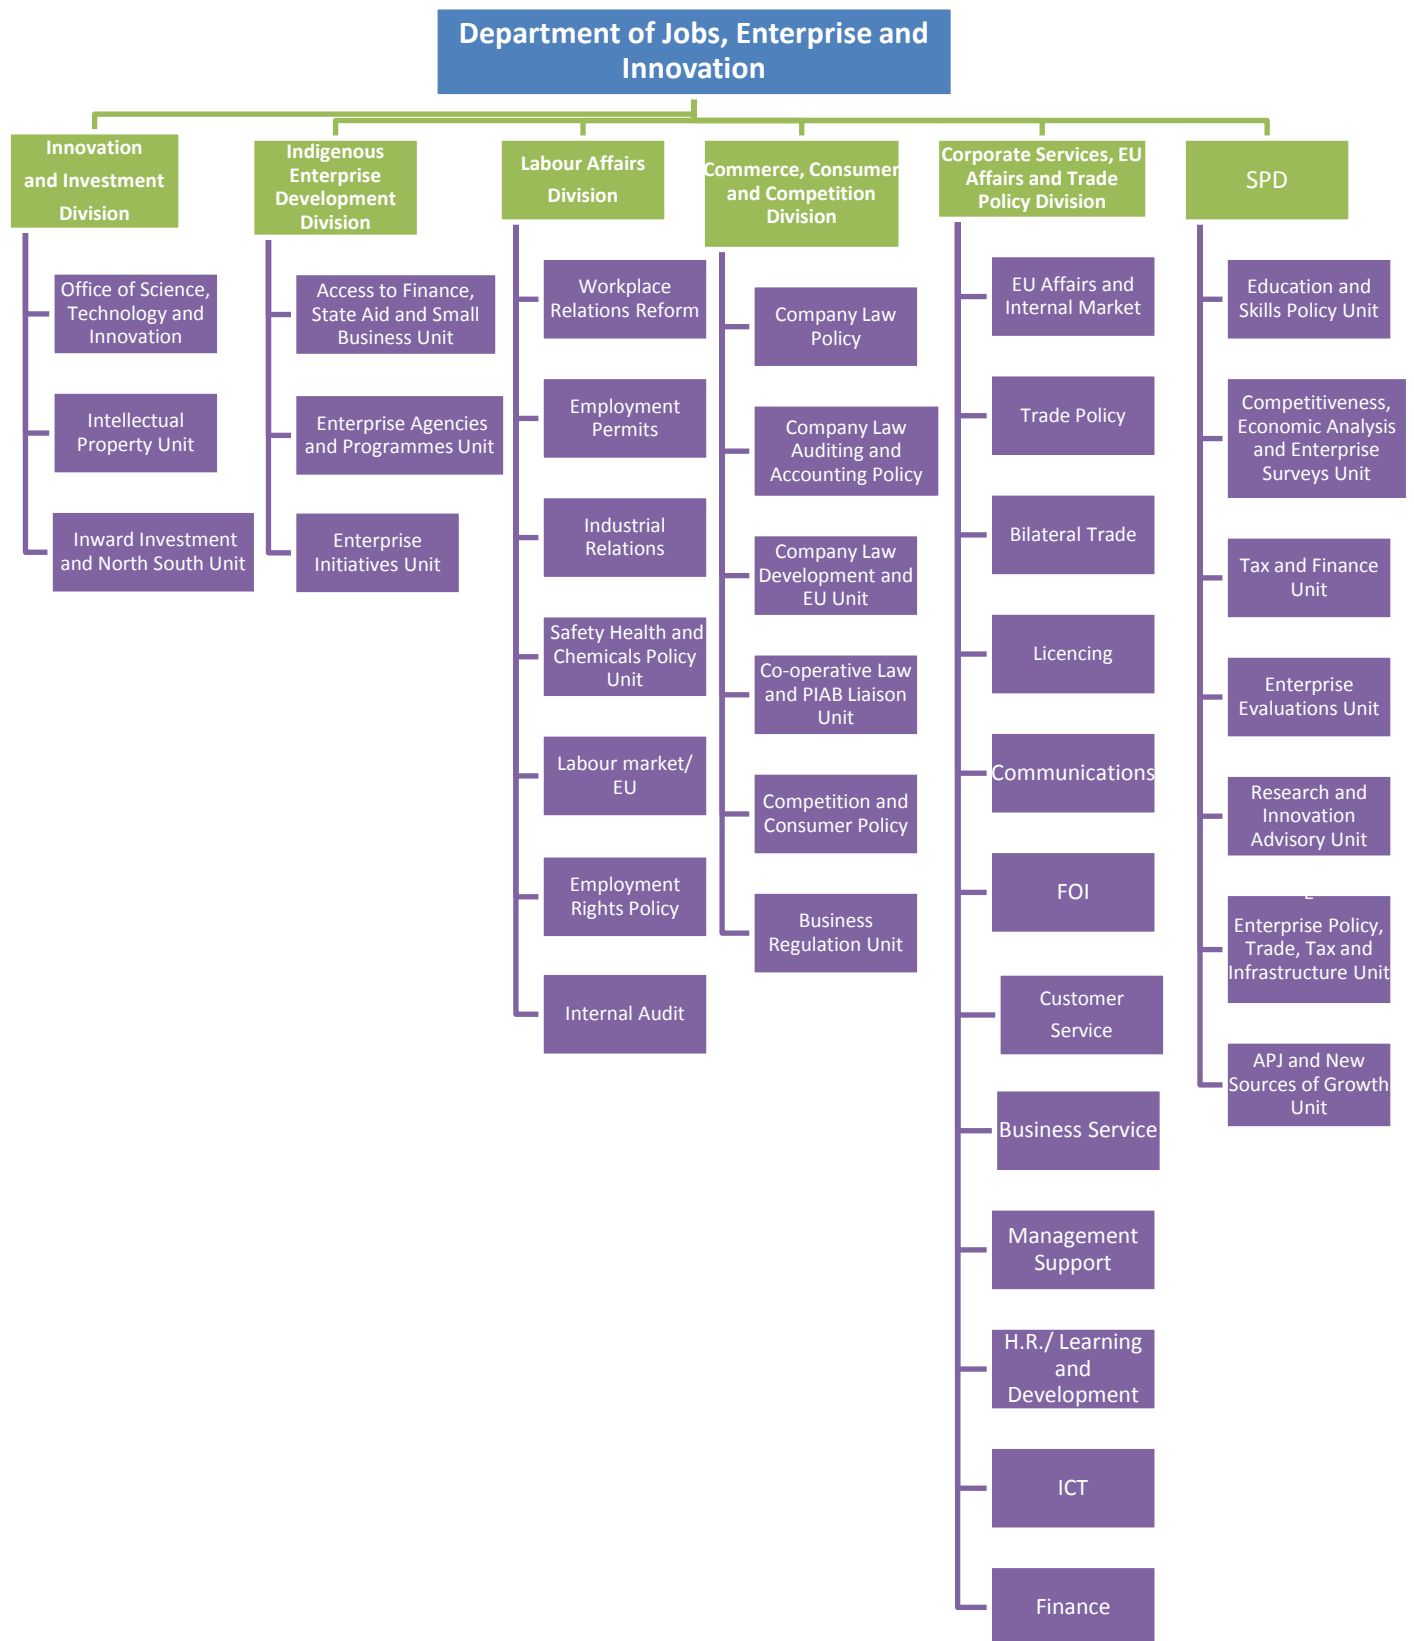 Department of Jobs, Enterprise and
Innovation
Innovation
and Investment
Division
Office of Science,
Technology and
Innovation
Intellectual
Property Unit
Inward Investment
and North South Unit
Indigenous
Enterprise
Development
Division
Access to Finance,
State Aid and Small
Business Unit
Enterprise Agencies
and Programmes Unit
Enterprise
Initiatives Unit
Labour Affairs
Division
Workplace
Relations Reform
Employment
Permits
Industrial
Relations
Safety Health and
Chemicals Policy
Unit
Labour market/
EU
Employment
Rights Policy
Internal Audit
Commerce, Consumer
and Competition
Division
Company Law
Policy
Company Law
Auditing and
Accounting Policy
Company Law
Development and
EU Unit
Co-operative Law
and PIAB Liaison
Unit
Competition and
Consumer Policy
Business
Regulation Unit
Corporate Services, EU
Affairs and Trade
Policy Division
EU Affairs and
Internal Market
Trade Policy
Bilateral Trade
Licencing
Communications
FOI
Customer
Service
Business Service
Management
Support
H.R./ Learning
and
Development
ICT
Finance
SPD
Education and
Skills Policy Unit
Competitiveness,
Economic Analysis
and Enterprise
Surveys Unit
Tax and Finance
Unit
Enterprise
Evaluations Unit
Research and
Innovation
Advisory Unit
Enterprise Policy,
Trade, Tax and
Infrastructure Unit
APJ and New
Sources of Growth
Unit